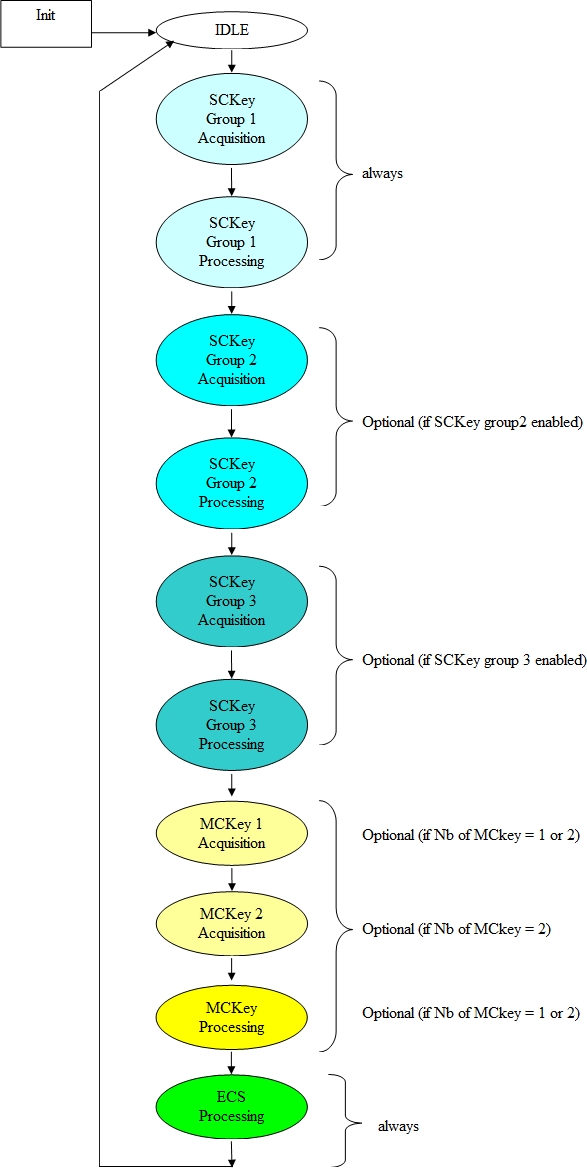 Init
IDLE
SCKey
Group 1
Acquisition
always
SCKey
Group 1
Processing
SCKey
Group 2
Acquisition
Optional (if SCKey group2 enabled)
SCKey
Group 2
Processing
SCKey
Group 3
Acquisition
Optional (if SCKey group 3 enabled)
SCKey
Group 3
Processing
MCKey 1
Acquisition
Optional (if Nb of MCkey = 1 or 2)
MCKey 2
Acquisition
Optional (if Nb of MCkey = 2)
MCKey
Processing
Optional (if Nb of MCkey = 1 or 2)
ECS
Processing
always